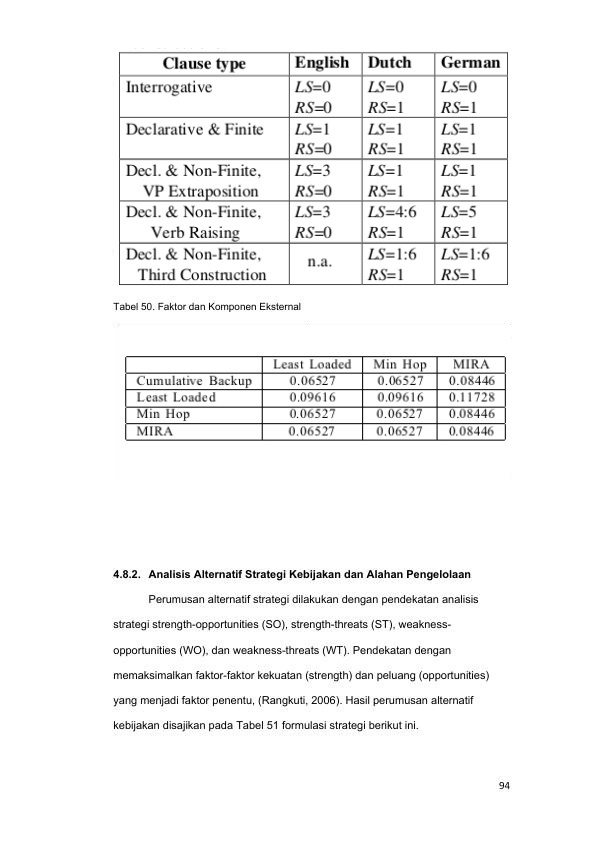 Clause type English Dutch German
Interrogative LS=0 LS=0 LS=0
RS=0 RS=1 RS=1
Declarative & Finite LS=1 LS=1 LS=1
RS=0 RS=1 RS=1
Decl. & Non-Finite, LS=3 LS=1 LS=1
VP Extraposition RS=0 RS=1 RS=1
Decl. & Non-Finite, LS=3 LS=4:6 LS=5
Verb Raising RS=0 RS=1 RS=1
Decl. & Non-Finite, n.a. LS=1:6 LS=1:6
Third Construction RS=1 RS=1
Tabel 50. Faktor dan Komponen Eksternal
Least Loaded Min Hop MIRA
Cumulative Backup 0.06527 0.06527 0.08446
Least Loaded 0.09616 0.09616 0.11728
Min Hop 0.06527 0.06527 0.08446
MIRA 0.06527 0.06527 0.08446
4.8.2. Analisis Alternatif Strategi Kebijakan dan Alahan Pengelolaan
Perumusan alternatif strategi dilakukan dengan pendekatan analisis
strategi strength-opportunities (SO), strength-threats (ST), weakness-
opportunities (WO), dan weakness-threats (WT). Pendekatan dengan
memaksimalkan faktor-faktor kekuatan (strength) dan peluang (opportunities)
yang menjadi faktor penentu, (Rangkuti, 2006). Hasil perumusan alternatif
kebijakan disajikan pada Tabel 51 formulasi strategi berikut ini.
94